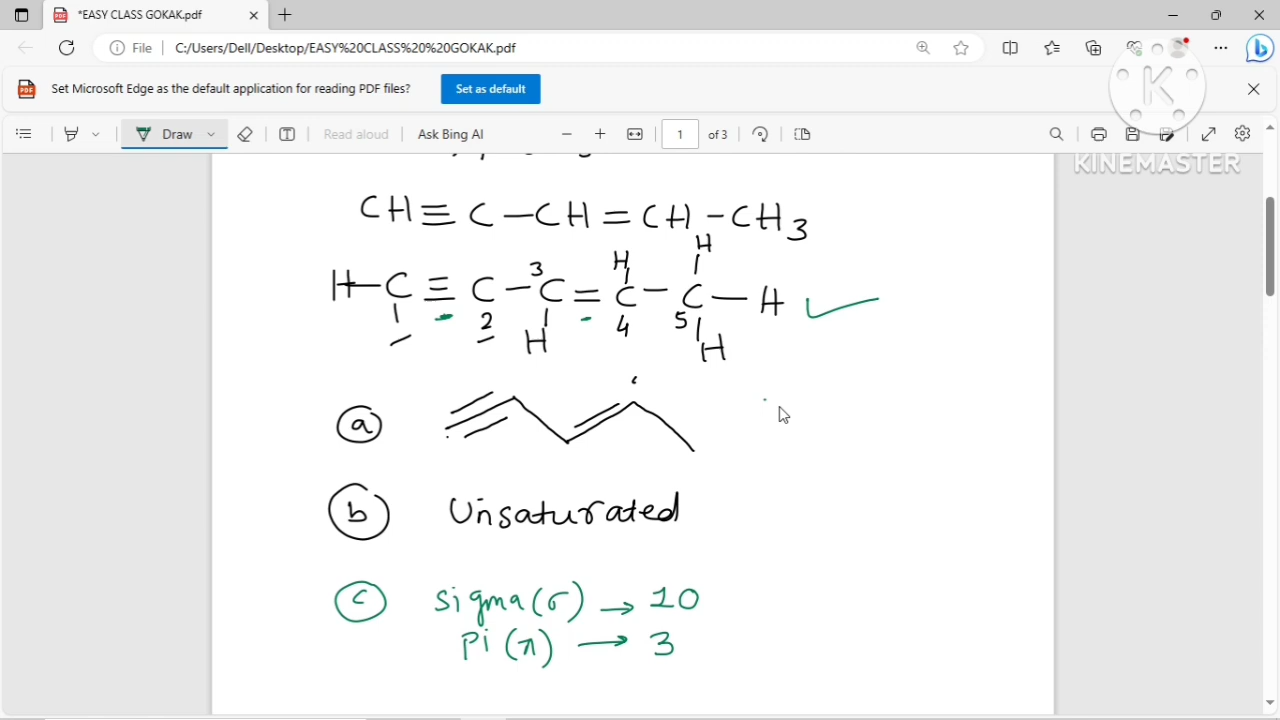 *EASY CLASS GOKAK.pdf
File | C:/Users/Dell/Desktop/EASY%20CLASS%20%20GOKAK.pdf
Set Microsoft Edge as the default application for reading PDF files? Set as default
Draw Read aloud Ask Bing AI 1 of 3
K
KINEMASTER
CH≡C—CH=CH-CH3
H H
3
H—C≡C-C=C-C—H
2 4 5
H H
a
b Unsaturated
c sigma(σ) → 10
Pi(π) → 3